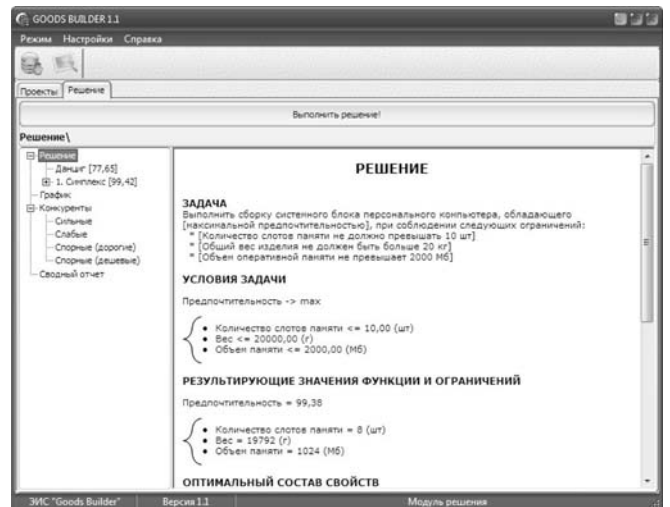 GOODS BUILDER 1.1
Режим Настройки Справка
Проекты Решение
Выполнить решение!
Решение\
Решение
Данциг [77,65]
1. Симплекс [99,42]
График
Конкуренты
Сильные
Слабые
Спорные (дорогие)
Спорные (дешевые)
Сводный отчет
РЕШЕНИЕ
ЗАДАЧА
Выполнить сборку системного блока персонального компьютера, обладающего
[максимальной предпочтительностью], при соблюдении следующих ограничений:
* [Количество слотов памяти не должно превышать 10 шт]
* [Общий вес изделия не должен быть больше 20 кг]
* [Объем оперативной памяти не превышает 2000 Мб]
УСЛОВИЯ ЗАДАЧИ
Предпочтительность -> max
• Количество слотов памяти <= 10,00 (шт)
• Вес <= 20000,00 (г)
• Объем памяти <= 2000,00 (Мб)
РЕЗУЛЬТИРУЮЩИЕ ЗНАЧЕНИЯ ФУНКЦИИ И ОГРАНИЧЕНИЙ
Предпочтительность = 99,38
• Количество слотов памяти = 8 (шт)
• Вес = 19792 (г)
• Объем памяти = 1024 (Мб)
ОПТИМАЛЬНЫЙ СОСТАВ СВОЙСТВ
ЭИС "Goods Builder" Версия 1.1 Модуль решения